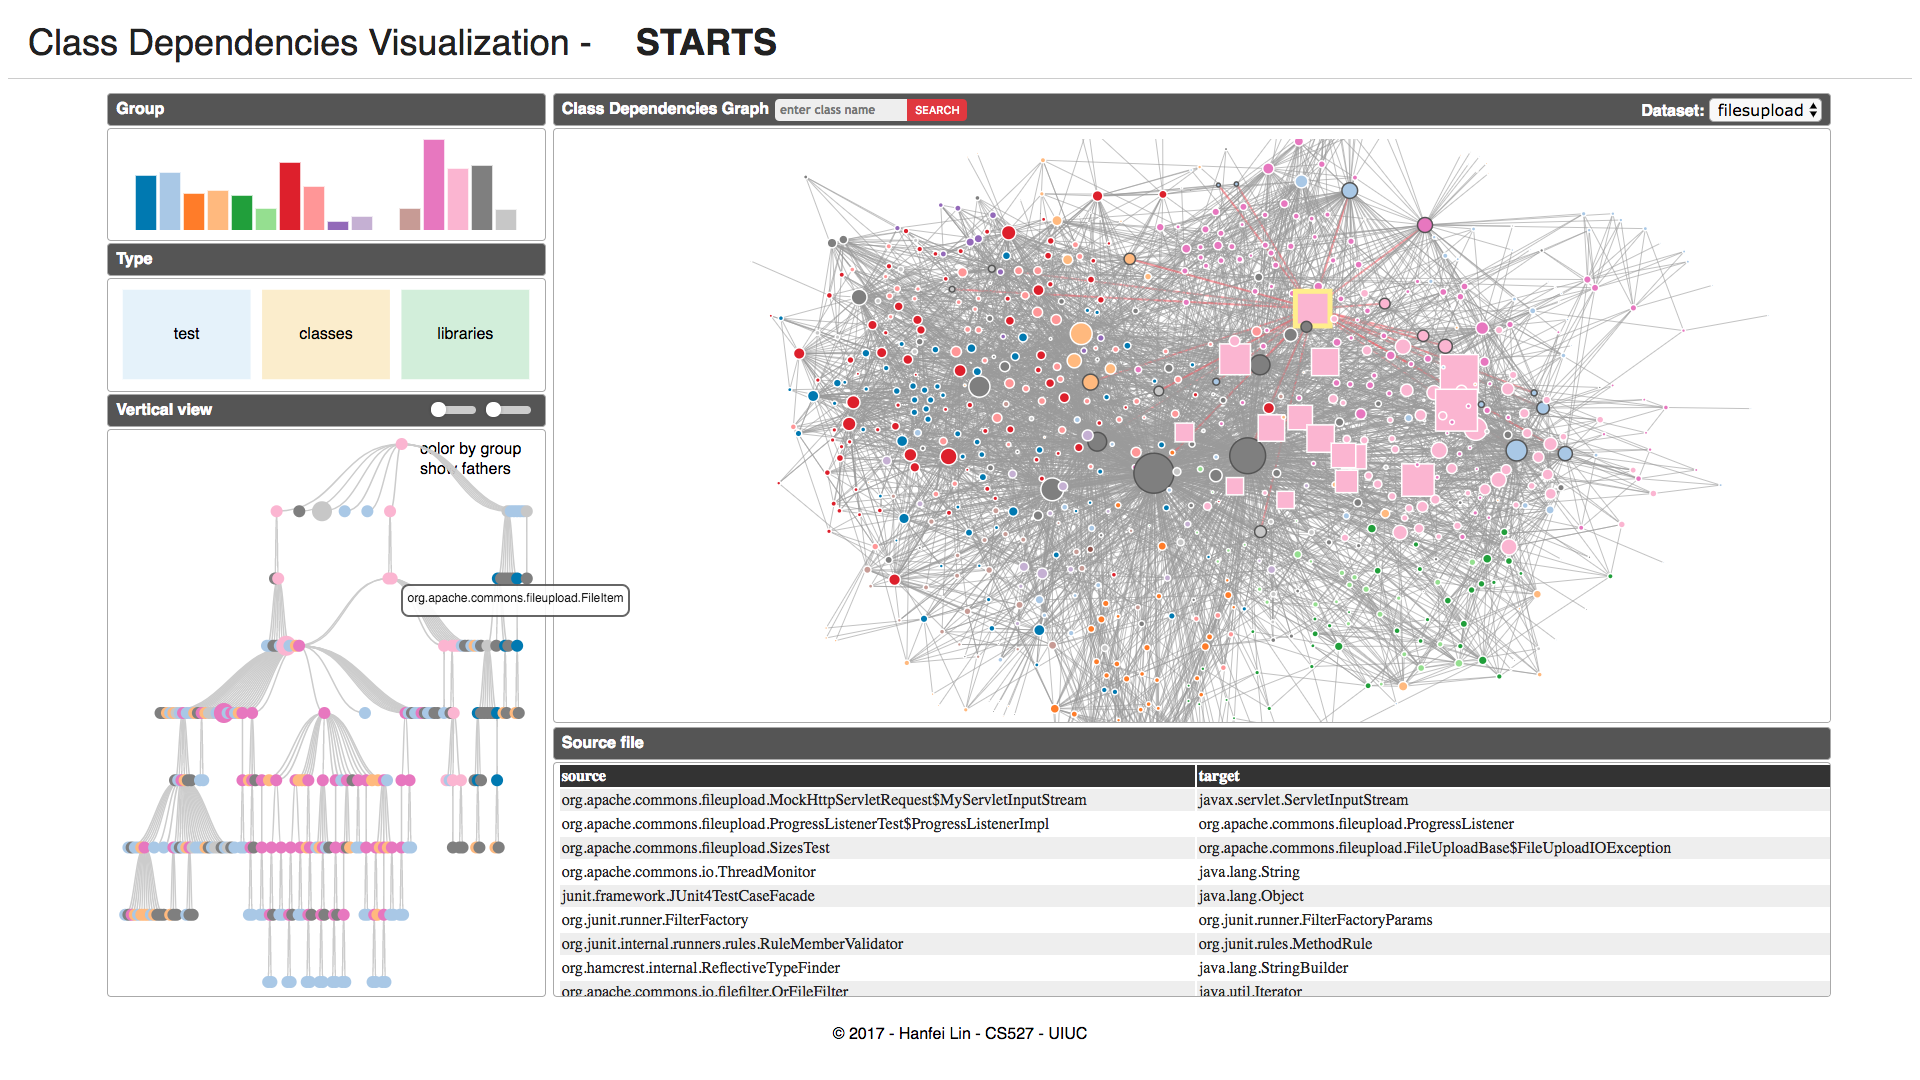 Class Dependencies Visualization - STARTS
Group
Type
test classes libraries
Vertical view
color by group
show fathers
org.apache.commons.fileupload.FileItem
Class Dependencies Graph enter class name SEARCH Dataset: filesupload
Source file
source target
org.apache.commons.fileupload.MockHttpServletRequest$MyServletInputStream javax.servlet.ServletInputStream
org.apache.commons.fileupload.ProgressListenerTest$ProgressListenerImpl org.apache.commons.fileupload.ProgressListener
org.apache.commons.fileupload.SizesTest org.apache.commons.fileupload.FileUploadBase$FileUploadIOException
org.apache.commons.io.ThreadMonitor java.lang.String
junit.framework.JUnit4TestCaseFacade java.lang.Object
org.junit.runner.FilterFactory org.junit.runner.FilterFactoryParams
org.junit.internal.runners.rules.RuleMemberValidator org.junit.rules.MethodRule
org.hamcrest.internal.ReflectiveTypeFinder java.lang.StringBuilder
org.apache.commons.io.filefilter.OrFileFilter java.util.Iterator
© 2017 - Hanfei Lin - CS527 - UIUC